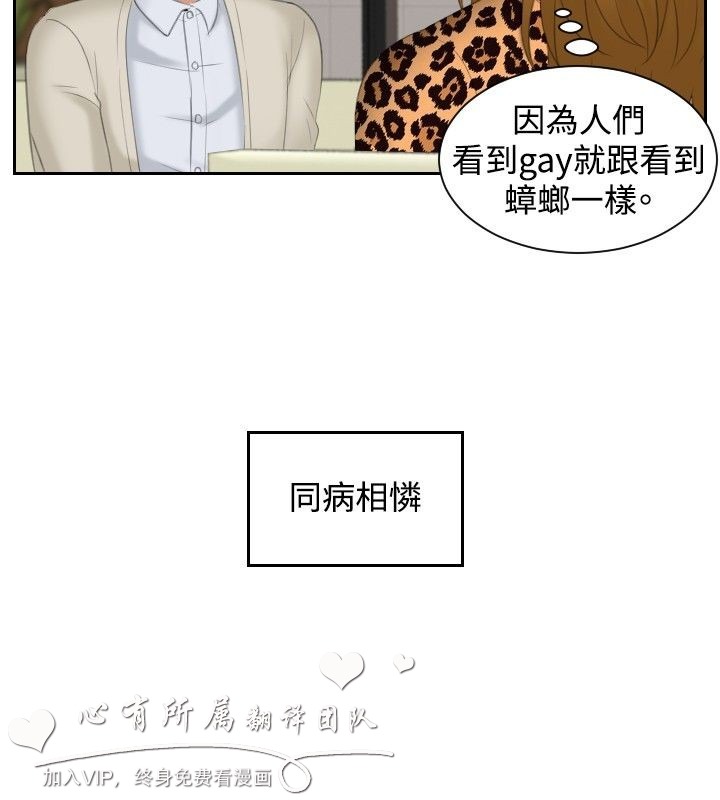 因為人們
看到gay就跟看到
蟑螂一樣。
同病相憐
心有所属翻译团队
加入VIP，终身免费看漫画